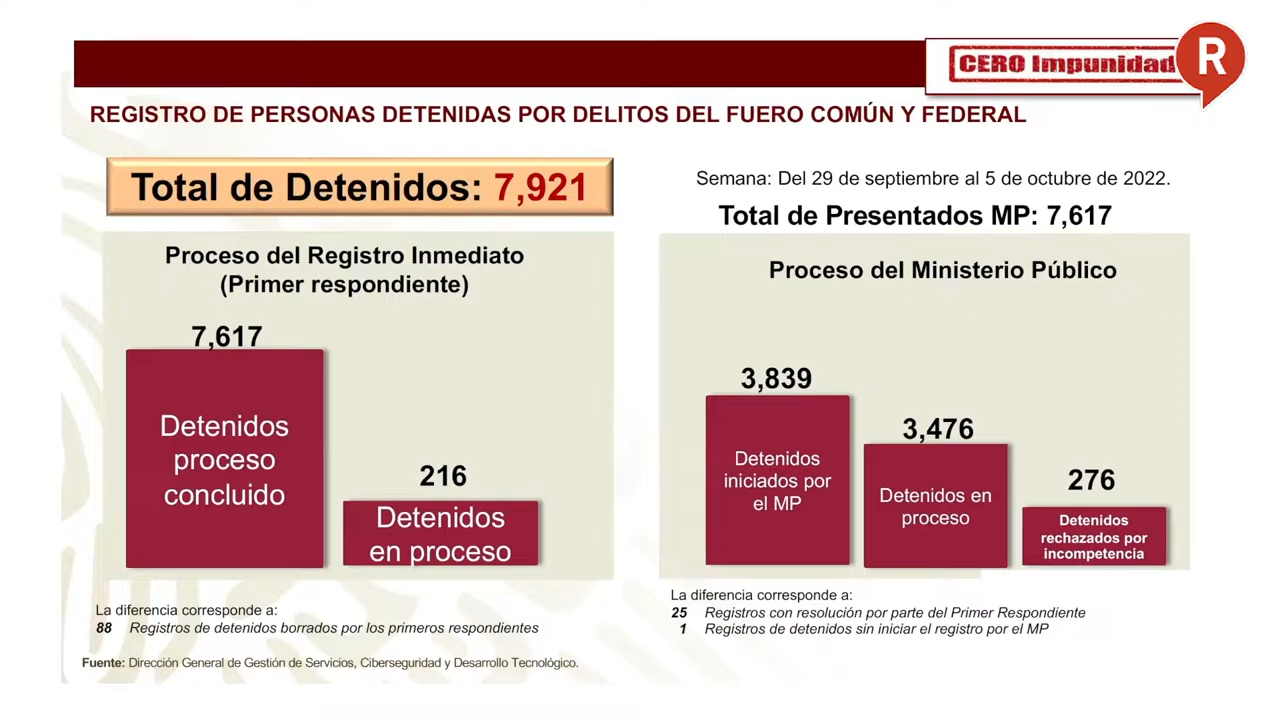 CERO Impunidad
R
REGISTRO DE PERSONAS DETENIDAS POR DELITOS DEL FUERO COMÚN Y FEDERAL
Total de Detenidos: 7,921
Proceso del Registro Inmediato
(Primer respondiente)
7,617
Detenidos
proceso
concluido
216
Detenidos
en proceso
La diferencia corresponde a:
88 Registros de detenidos borrados por los primeros respondientes
Semana: Del 29 de septiembre al 5 de octubre de 2022.
Total de Presentados MP: 7,617
Proceso del Ministerio Público
3,839
Detenidos
iniciados por
el MP
3,476
Detenidos en
proceso
276
Detenidos
rechazados por
incompetencia
La diferencia corresponde a:
25 Registros con resolución por parte del Primer Respondiente
1 Registros de detenidos sin iniciar el registro por el MP
Fuente: Dirección General de Gestión de Servicios, Ciberseguridad y Desarrollo Tecnológico.